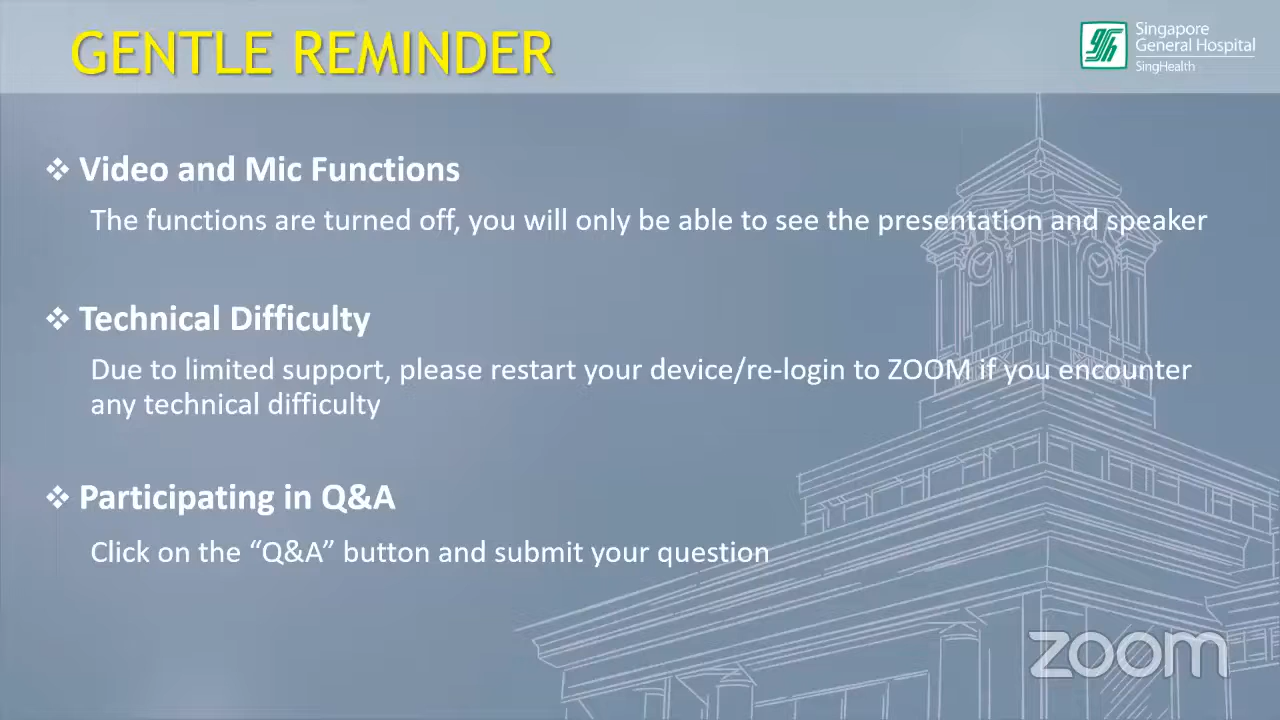 GENTLE REMINDER
Singapore
General Hospital
SingHealth
❖ Video and Mic Functions
The functions are turned off, you will only be able to see the presentation and speaker
❖ Technical Difficulty
Due to limited support, please restart your device/re-login to ZOOM if you encounter
any technical difficulty
❖ Participating in Q&A
Click on the “Q&A” button and submit your question
zoom